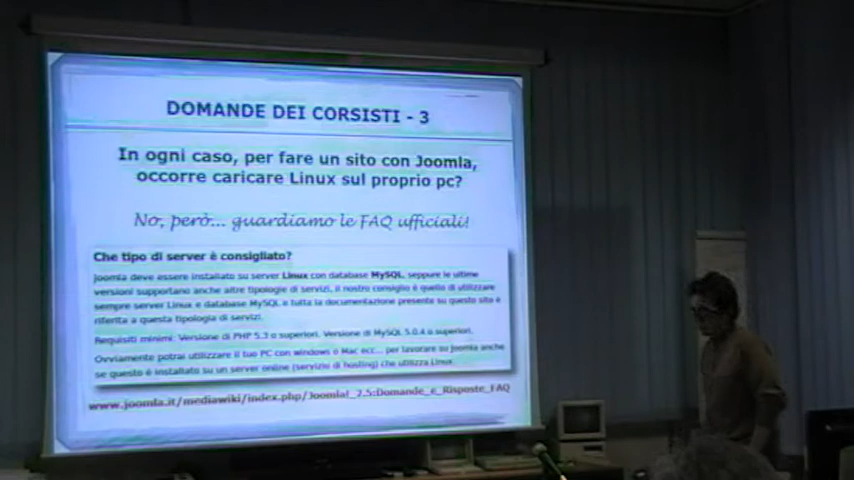 DOMANDE DEI CORSISTI - 3
In ogni caso, per fare un sito con Joomla,
occorre caricare Linux sul proprio pc?
No, però... guardiamo le FAQ ufficiali!
Che tipo di server è consigliato?
Joomla deve essere installato su server Linux con database MySQL, seppure le ultime
versioni supportano anche altre tipologie di servizi, il nostro consiglio è quello di utilizzare
sempre server Linux e database MySQL e tutta la documentazione presente su questo sito è
riferita a questa tipologia di servizi.
Requisiti minimi: Versione di PHP 5.3 o superiori. Versione di MySQL 5.0.4 o superiori.
Ovviamente potrai utilizzare il tuo PC con windows o Mac ecc... per lavorare su Joomla anche
se questo è installato su un server online (servizio di hosting) che utilizza Linux.
www.joomla.it/mediawiki/index.php/Joomla!_2.5:Domande_e_Risposte_FAQ